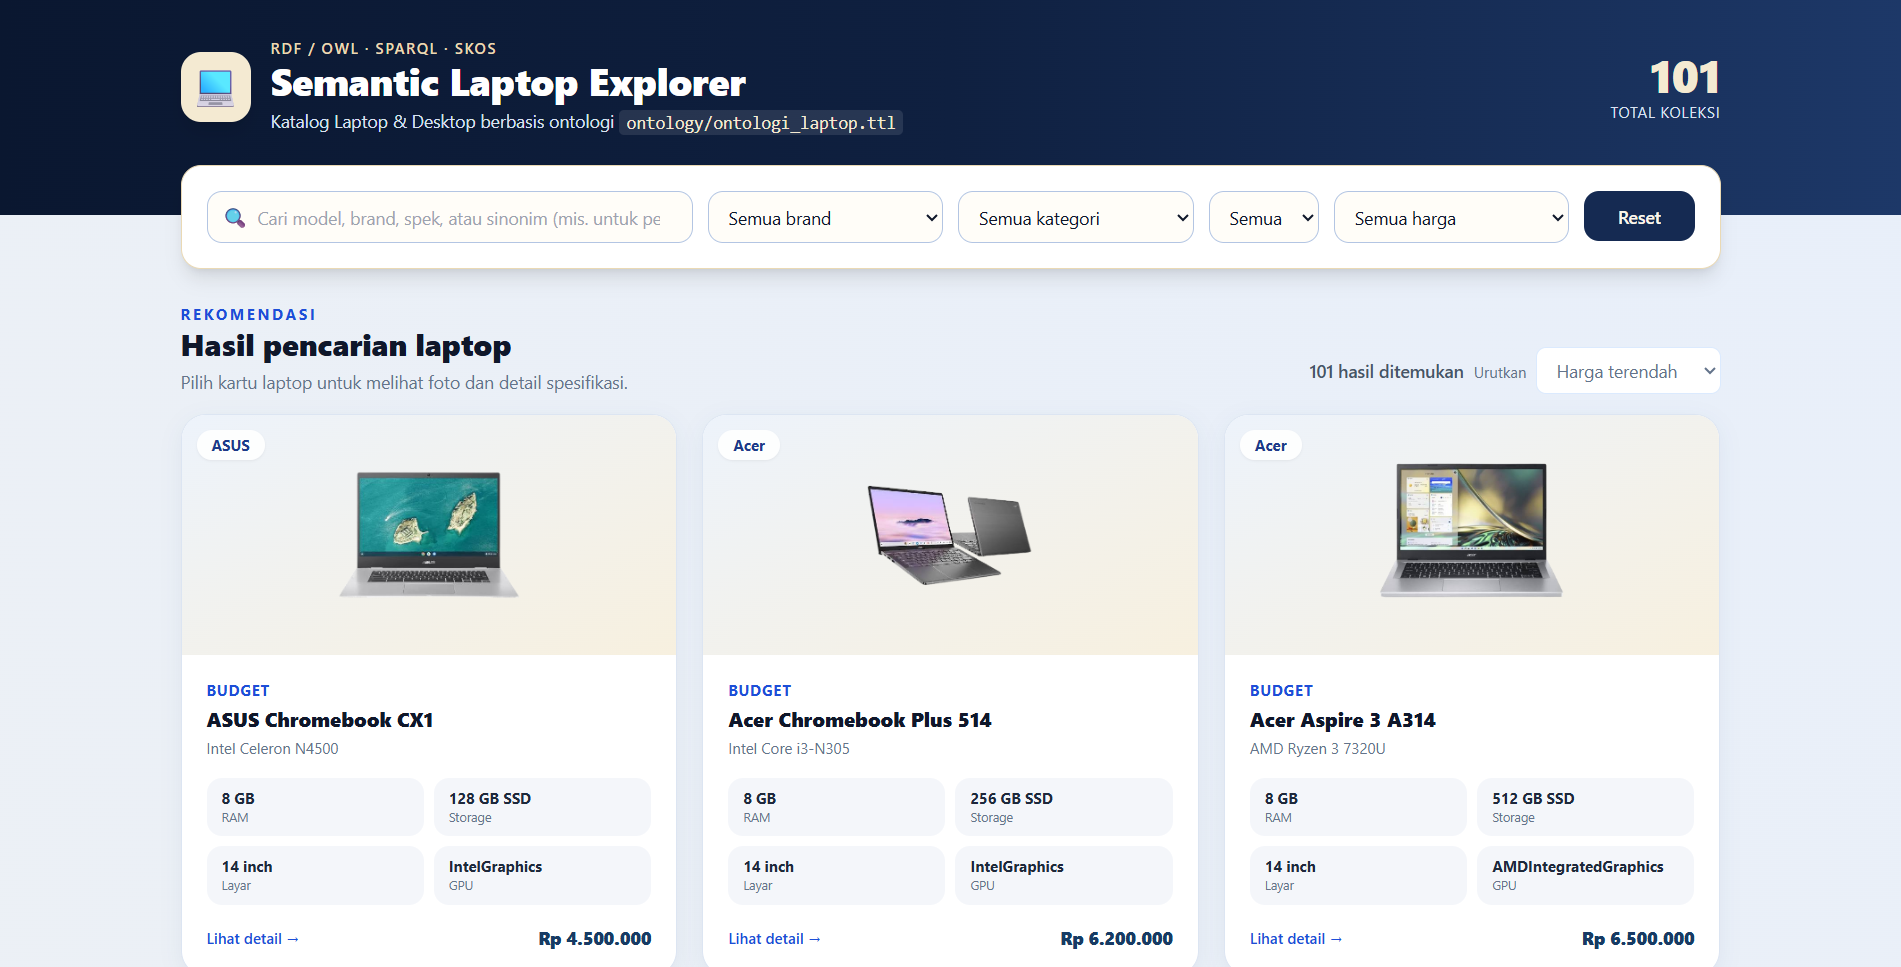 RDF / OWL · SPARQL · SKOS
Semantic Laptop Explorer
Katalog Laptop & Desktop berbasis ontologi ontology/ontologi_laptop.ttl
101
TOTAL KOLEKSI
Cari model, brand, spek, atau sinonim (mis. untuk pe
Semua brand
Semua kategori
Semua
Semua harga
Reset
REKOMENDASI
Hasil pencarian laptop
Pilih kartu laptop untuk melihat foto dan detail spesifikasi.
101 hasil ditemukan Urutkan Harga terendah
ASUS
BUDGET
ASUS Chromebook CX1
Intel Celeron N4500
8 GB
RAM
128 GB SSD
Storage
14 inch
Layar
IntelGraphics
GPU
Lihat detail →
Rp 4.500.000
Acer
BUDGET
Acer Chromebook Plus 514
Intel Core i3-N305
8 GB
RAM
256 GB SSD
Storage
14 inch
Layar
IntelGraphics
GPU
Lihat detail →
Rp 6.200.000
Acer
BUDGET
Acer Aspire 3 A314
AMD Ryzen 3 7320U
8 GB
RAM
512 GB SSD
Storage
14 inch
Layar
AMDIntegratedGraphics
GPU
Lihat detail →
Rp 6.500.000